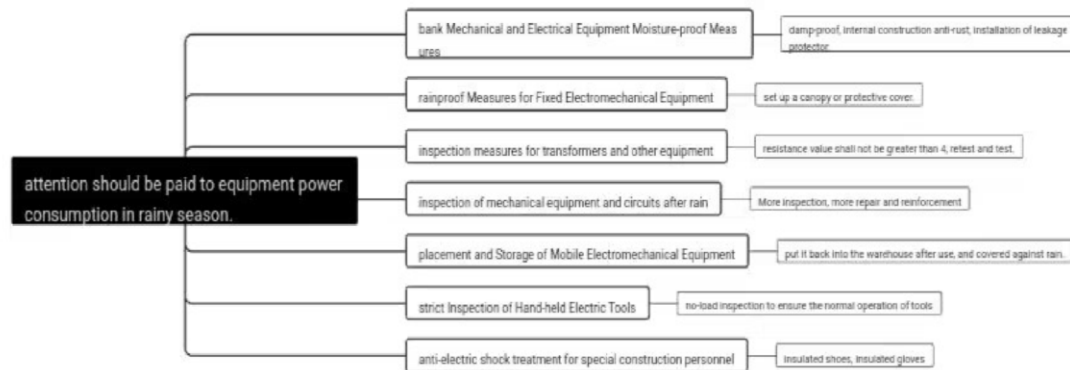 bank Mechanical and Electrical Equipment Moisture-proof Meas
ures
damp-proof, internal construction anti-rust, installation of leakage
protector.
rainproof Measures for Fixed Electromechanical Equipment
set up a canopy or protective cover.
inspection measures for transformers and other equipment
resistance value shall not be greater than 4, retest and test.
attention should be paid to equipment power
consumption in rainy season.
inspection of mechanical equipment and circuits after rain
More inspection, more repair and reinforcement
placement and Storage of Mobile Electromechanical Equipment
put it back into the warehouse after use, and covered against rain.
strict Inspection of Hand-held Electric Tools
no-load inspection to ensure the normal operation of tools
anti-electric shock treatment for special construction personnel
insulated shoes, insulated gloves